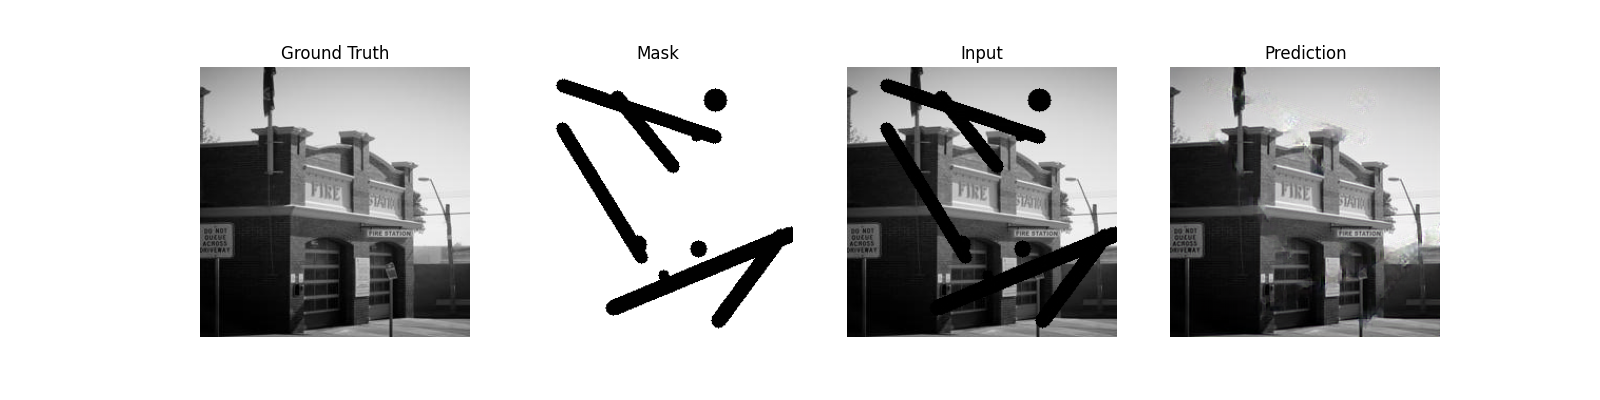 Ground Truth
Mask
Input
Prediction
FIRE
STATION
FIRE STATION
DO NOT
QUEUE
ACROSS
DRIVEWAY
FIRE
STATION
FIRE STATION
DO NOT
QUEUE
ACROSS
DRIVEWAY
FIRE
STATION
FIRE STATION
DO NOT
QUEUE
ACROSS
DRIVEWAY